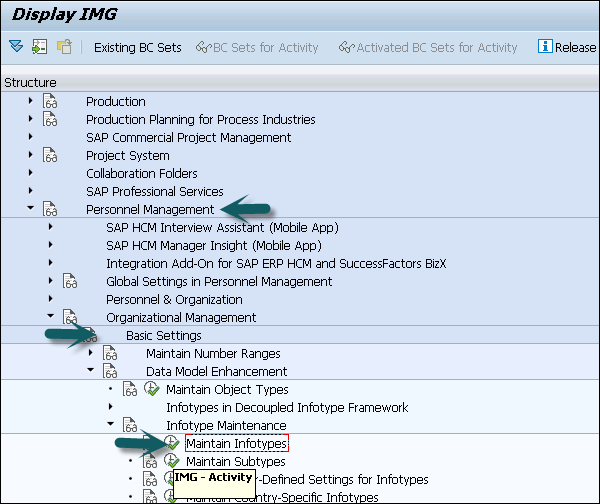 Display IMG
Existing BC Sets BC Sets for Activity Activated BC Sets for Activity Release
Structure
Production
Production Planning for Process Industries
SAP Commercial Project Management
Project System
Collaboration Folders
SAP Professional Services
Personnel Management
SAP HCM Interview Assistant (Mobile App)
SAP HCM Manager Insight (Mobile App)
Integration Add-On for SAP ERP HCM and SuccessFactors BizX
Global Settings in Personnel Management
Personnel & Organization
Organizational Management
Basic Settings
Maintain Number Ranges
Data Model Enhancement
Maintain Object Types
Infotypes in Decoupled Infotype Framework
Infotype Maintenance
Maintain Infotypes
Maintain Subtypes
IMG - Activity
r-Defined Settings for Infotypes
Maintain Country-Specific Infotypes